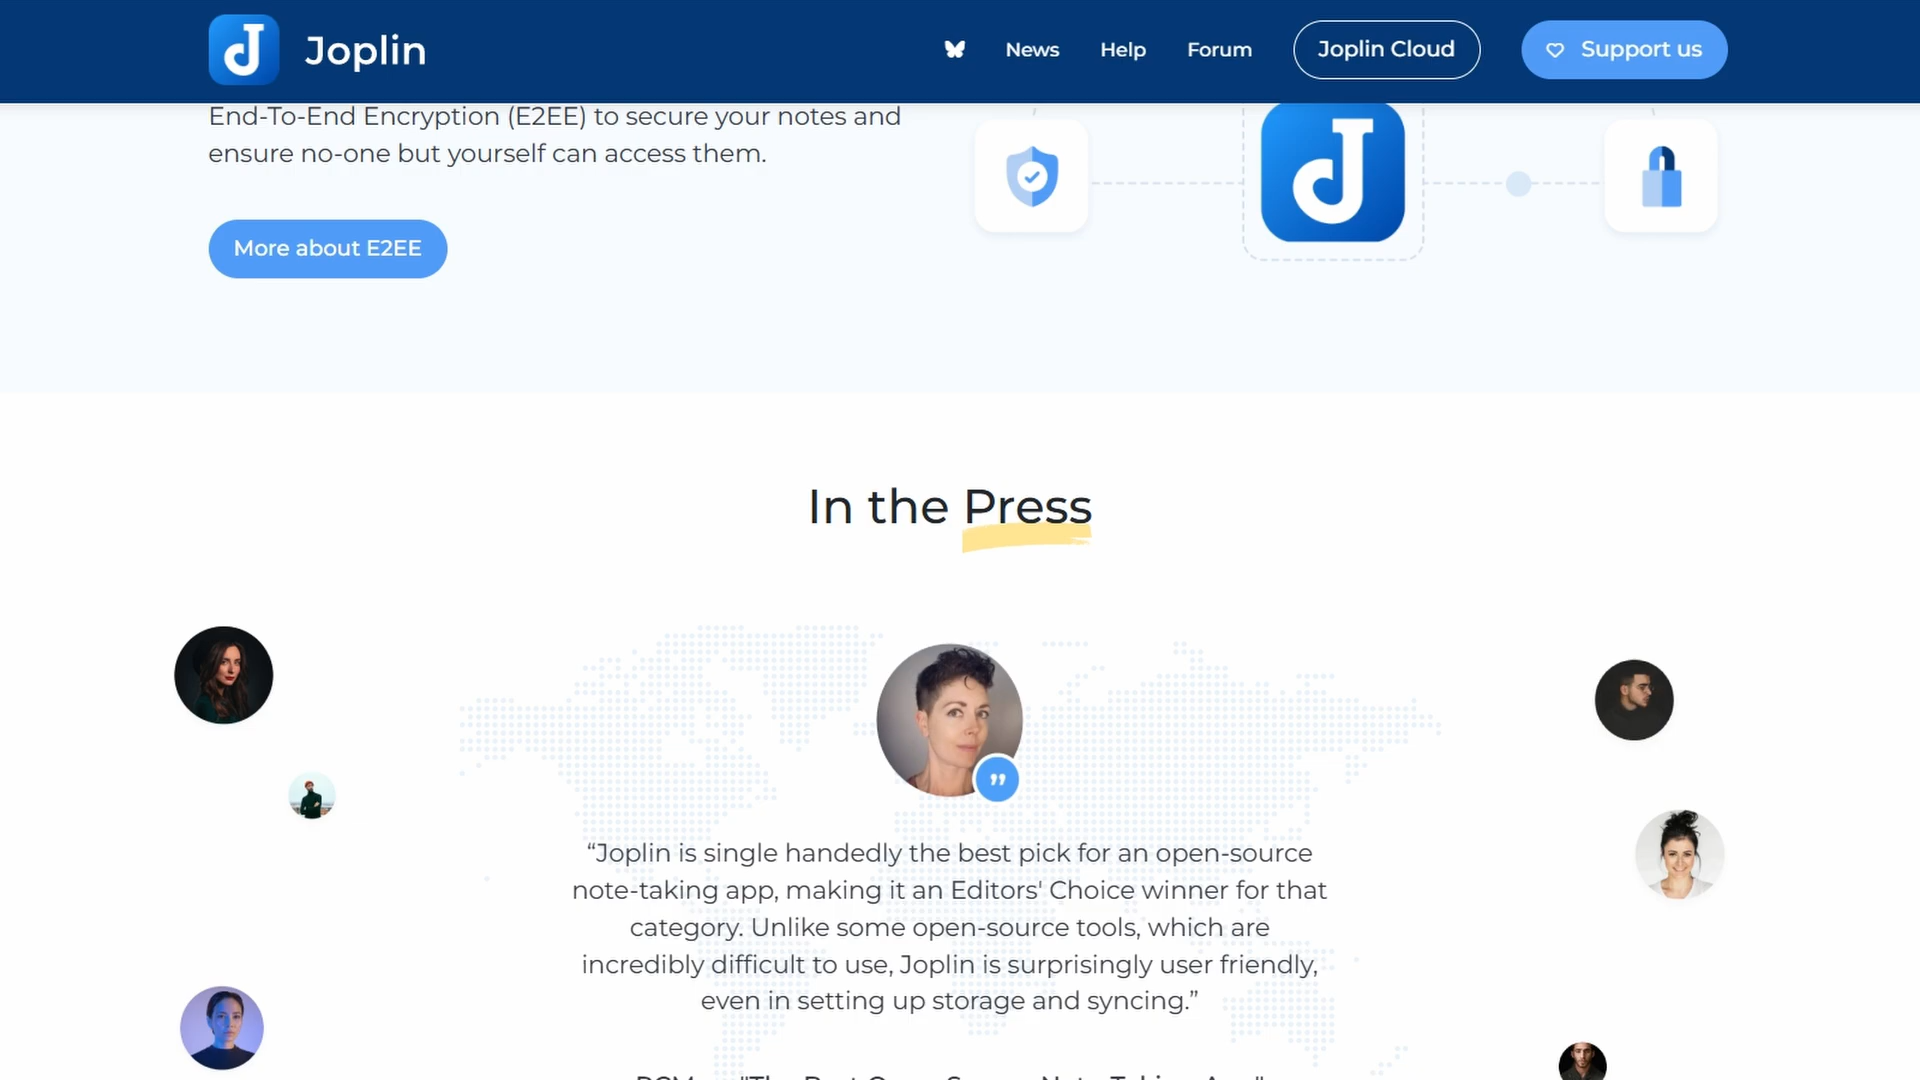 Joplin
News
Help
Forum
Joplin Cloud
Support us
End-To-End Encryption (E2EE) to secure your notes and
ensure no-one but yourself can access them.
More about E2EE
In the Press
“Joplin is single handedly the best pick for an open-source
note-taking app, making it an Editors' Choice winner for that
category. Unlike some open-source tools, which are
incredibly difficult to use, Joplin is surprisingly user friendly,
even in setting up storage and syncing.”